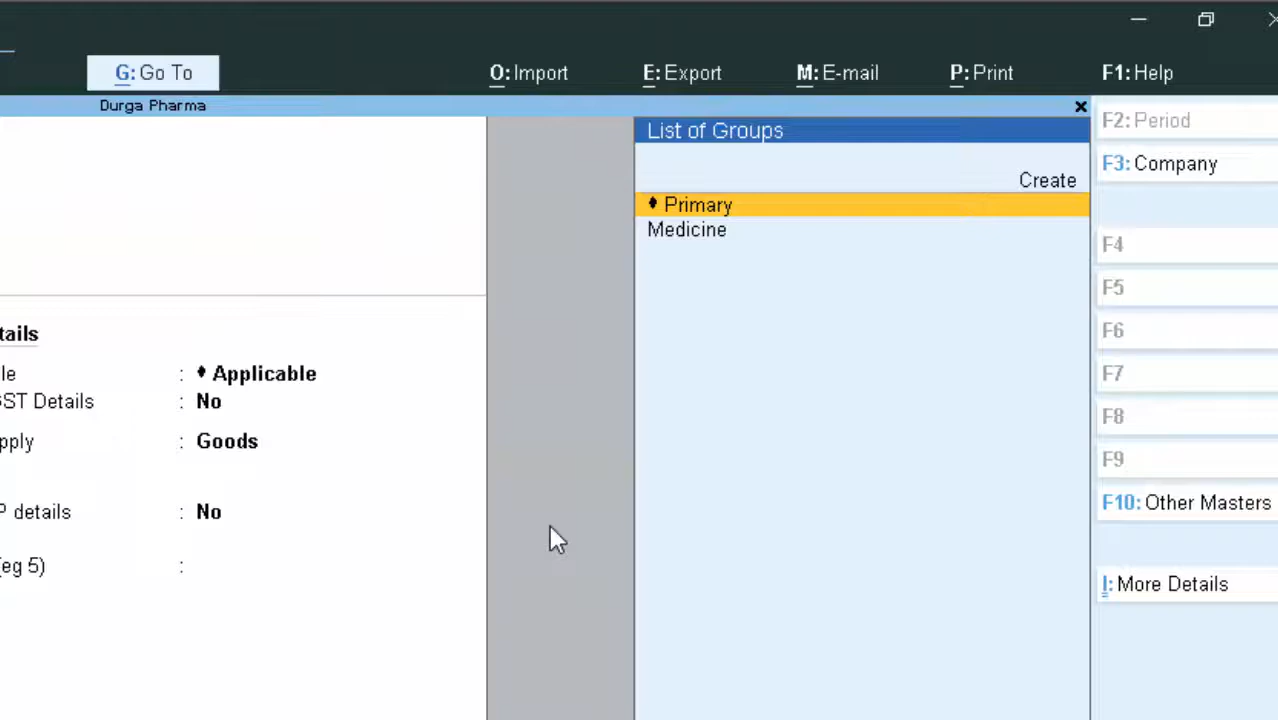 G: Go To
O: Import
E: Export
M: E-mail
P: Print
F1: Help
Durga Pharma
List of Groups
Create
♦ Primary
Medicine
F2: Period
F3: Company
F4
F5
F6
F7
F8
F9
F10: Other Masters
I: More Details
tails
le : ♦ Applicable
GST Details : No
pply : Goods
P details : No
(eg 5) :